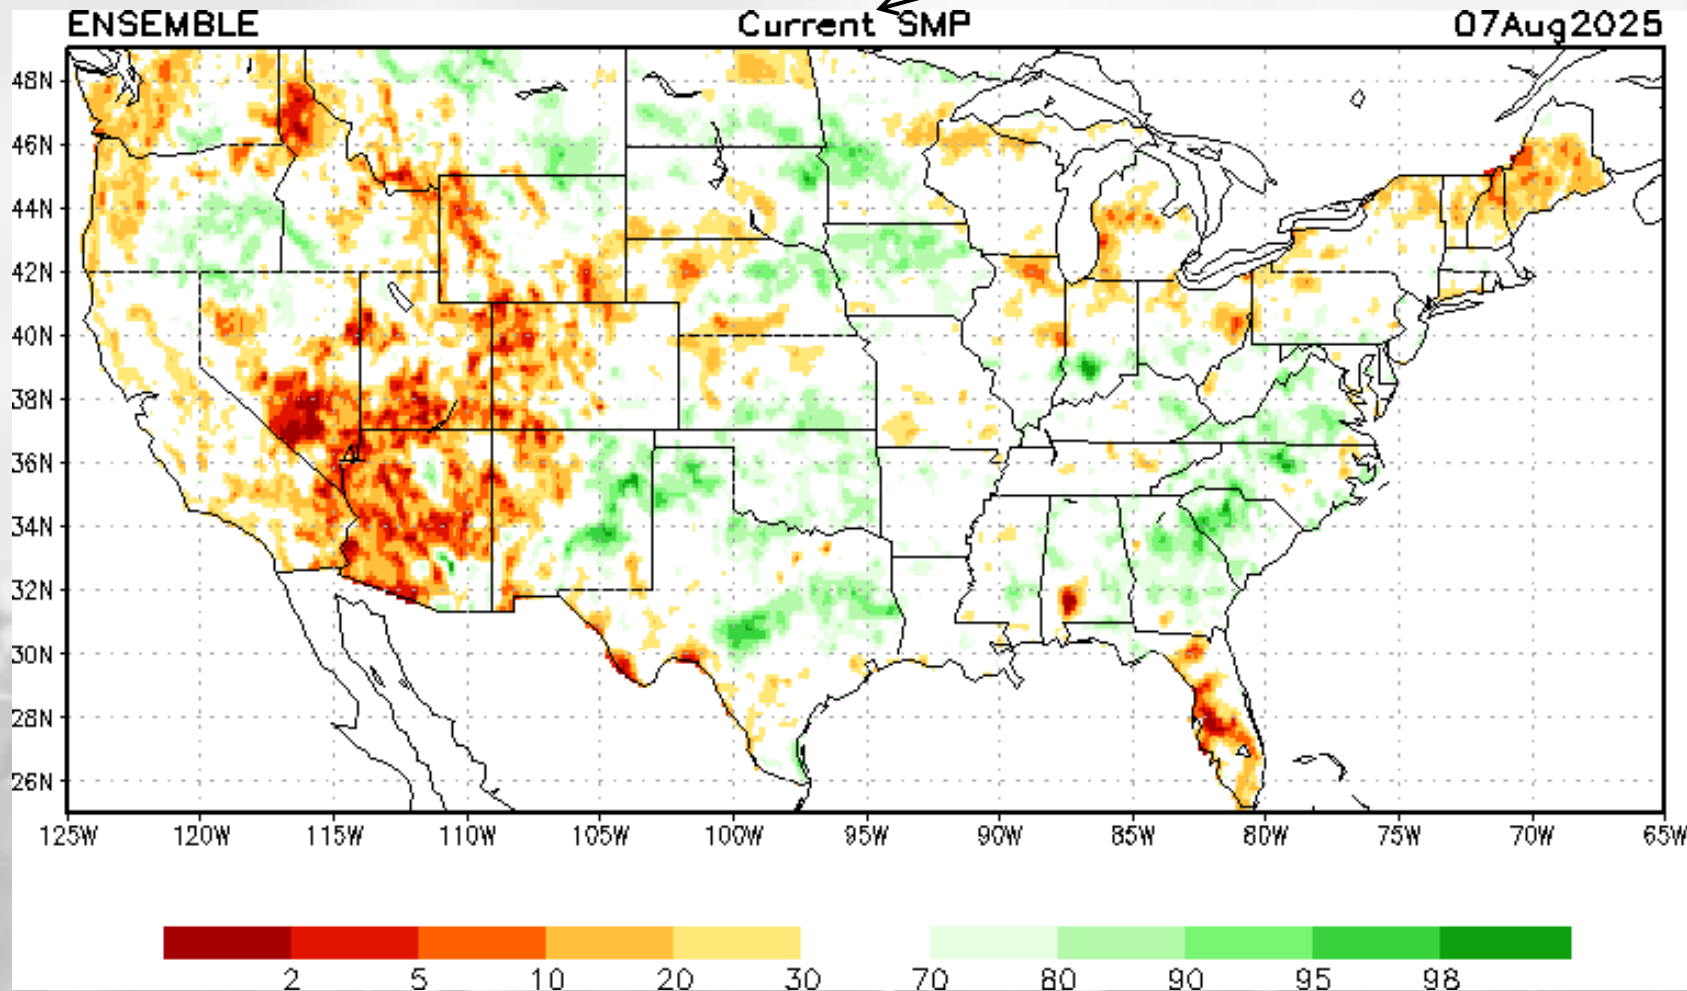 ENSEMBLE Current SMP 07Aug2025
48N
46N
44N
42N
40N
38N
36N
34N
32N
30N
28N
26N
125W 120W 115W 110W 105W 100W 95W 90W 85W 80W 75W 70W 65W
2 5 10 20 30 70 80 90 95 98